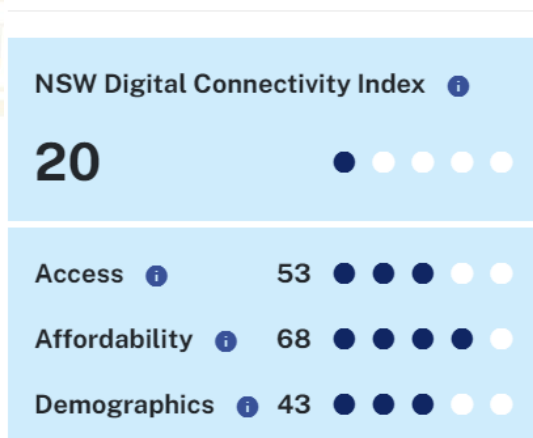 NSW Digital Connectivity Index
20
Access 53
Affordability 68
Demographics 43